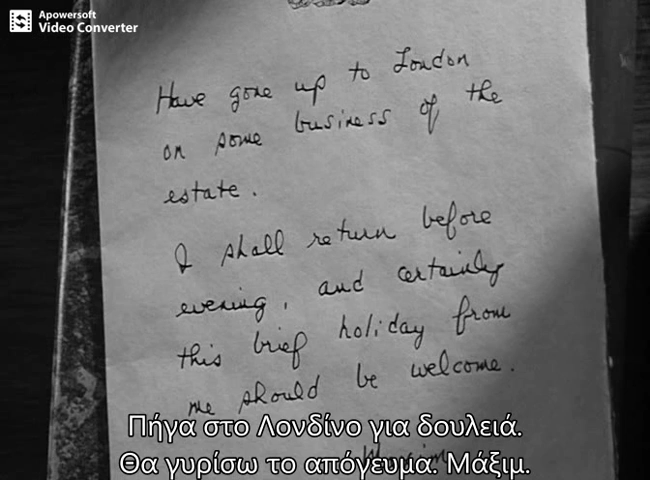 Apowersoft
Video Converter
Have gone up to London
on some business of the
estate.
I shall return before
evening, and certainly
this brief holiday from
me should be welcome.
Maxim
Πήγα στο Λονδίνο για δουλειά.
Θα γυρίσω το απόγευμα. Μάξιμ.